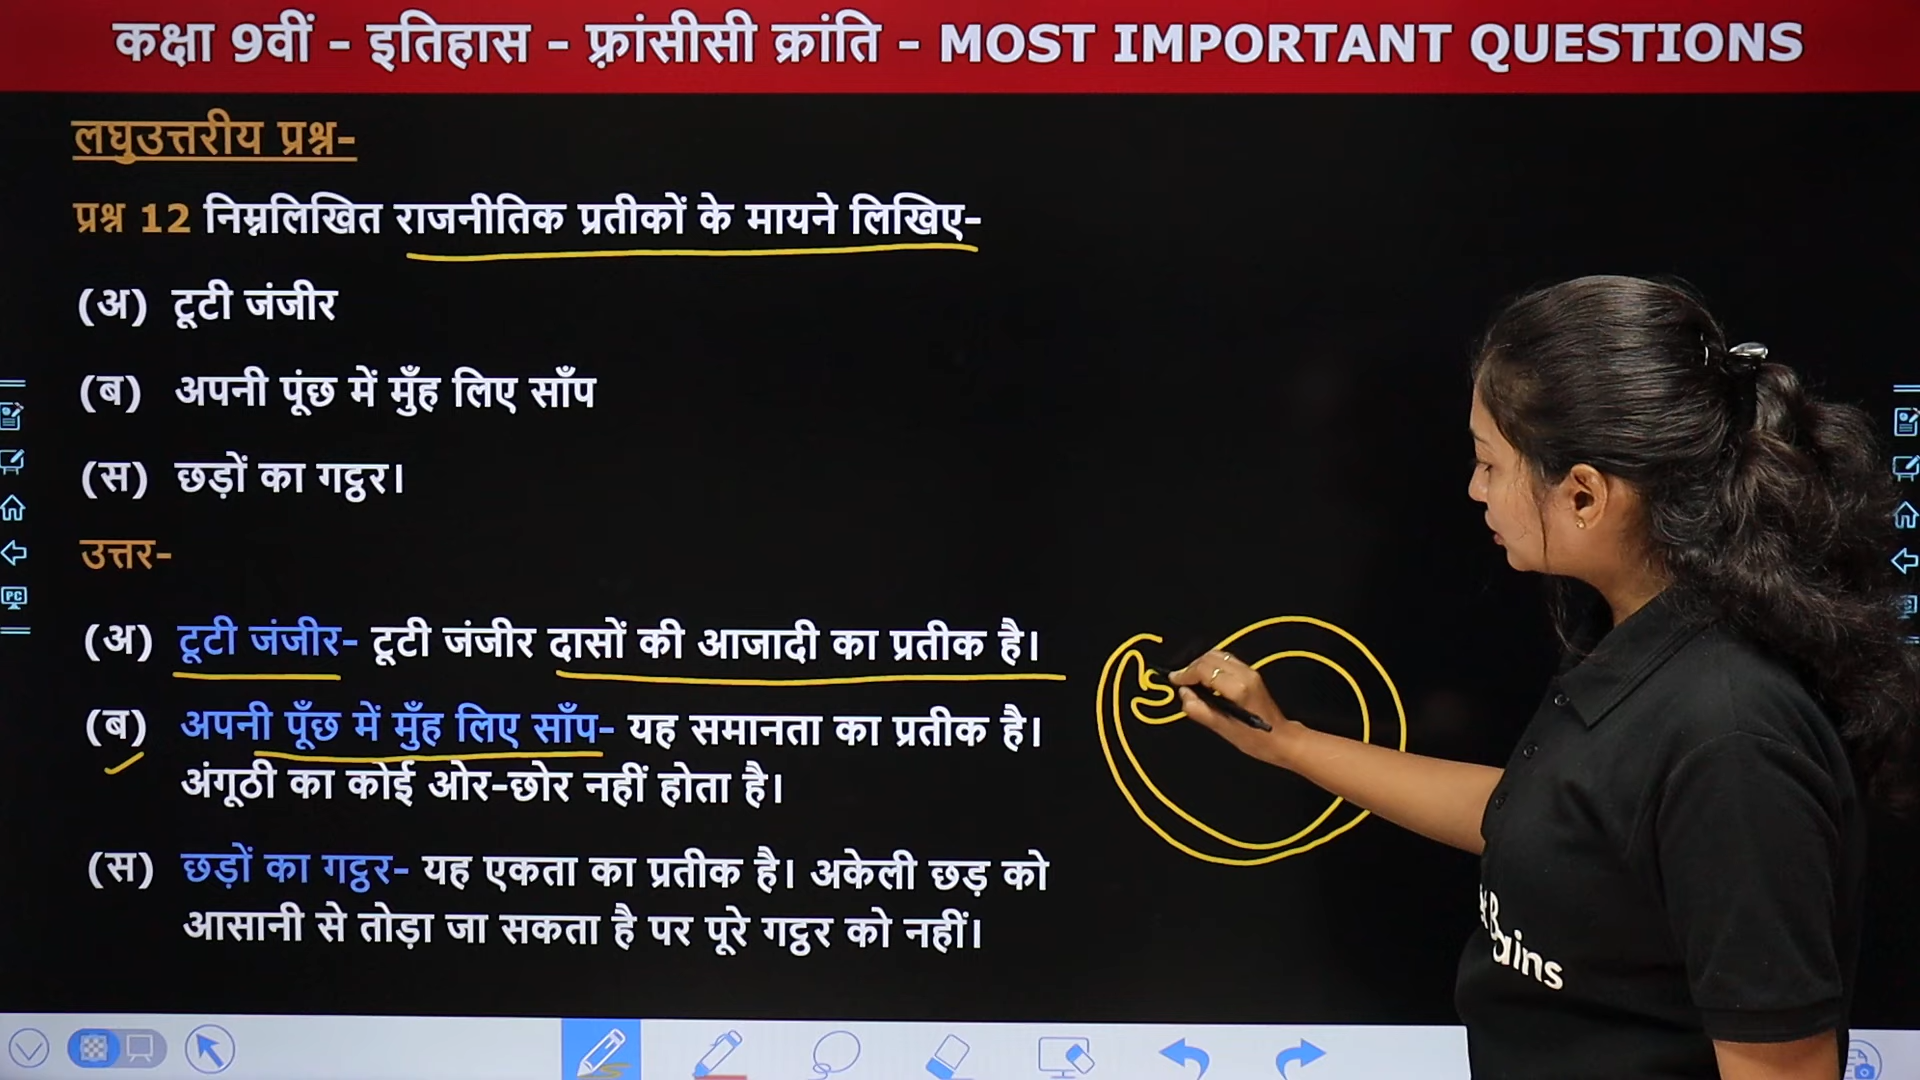 कक्षा 9वीं - इतिहास - फ़्रांसीसी क्रांति - MOST IMPORTANT QUESTIONS
लघुउत्तरीय प्रश्न-
प्रश्न 12 निम्नलिखित राजनीतिक प्रतीकों के मायने लिखिए-
(अ) टूटी जंजीर
(ब) अपनी पूंछ में मुँह लिए साँप
(स) छड़ों का गट्ठर।
उत्तर-
(अ) टूटी जंजीर- टूटी जंजीर दासों की आजादी का प्रतीक है।
(ब) अपनी पूँछ में मुँह लिए साँप- यह समानता का प्रतीक है।
अंगूठी का कोई ओर-छोर नहीं होता है।
(स) छड़ों का गट्ठर- यह एकता का प्रतीक है। अकेली छड़ को
आसानी से तोड़ा जा सकता है पर पूरे गट्ठर को नहीं।
PC